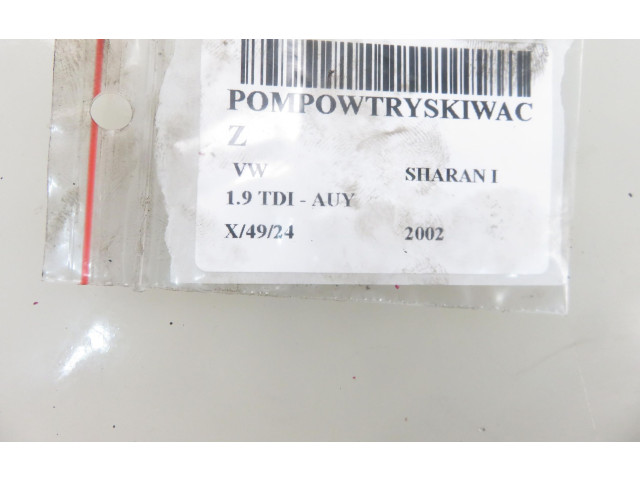 POMPOWTRYSKIWAC
Z
VW SHARAN I
1.9 TDI - AUY
X/49/24 2002